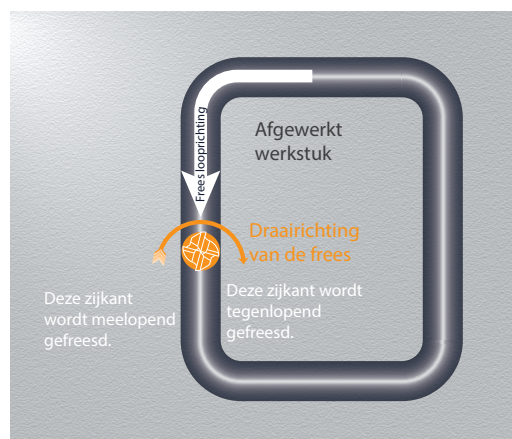 Frees looprichting
Afgewerkt
werkstuk
Draairichting
van de frees
Deze zijkant
wordt meelopend
gefreesd.
Deze zijkant wordt
tegenlopend
gefreesd.